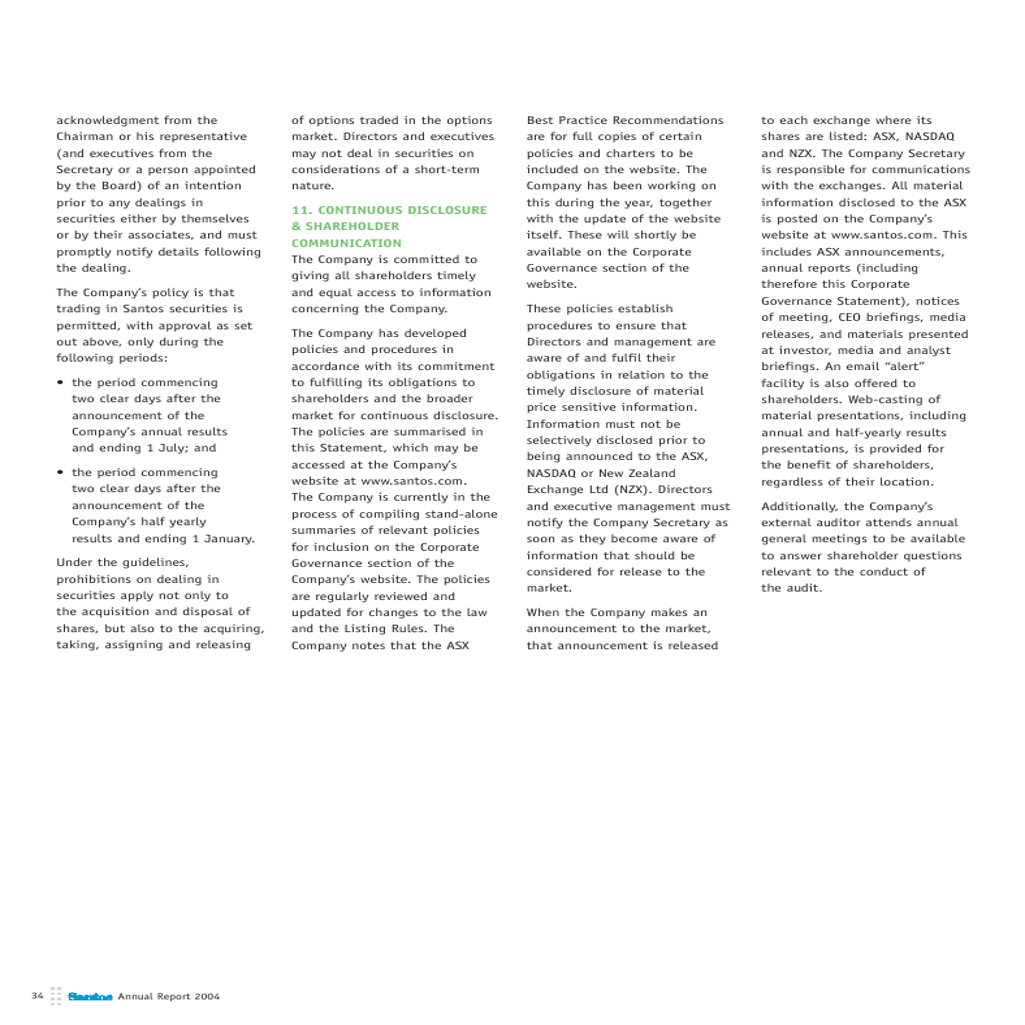 acknowledgment from the
Chairman or his representative
(and executives from the
Secretary or a person appointed
by the Board) of an intention
prior to any dealings in
securities either by themselves
or by their associates, and must
promptly notify details following
the dealing.
The Company's policy is that
trading in Santos securities is
permitted, with approval as set
out above, only during the
following periods:
• the period commencing
two clear days after the
announcement of the
Company's annual results
and ending 1 July; and
• the period commencing
two clear days after the
announcement of the
Company's half yearly
results and ending 1 January.
Under the guidelines,
prohibitions on dealing in
securities apply not only to
the acquisition and disposal of
shares, but also to the acquiring,
taking, assigning and releasing
of options traded in the options
market. Directors and executives
may not deal in securities on
considerations of a short-term
nature.
11. CONTINUOUS DISCLOSURE
& SHAREHOLDER
COMMUNICATION
The Company is committed to
giving all shareholders timely
and equal access to information
concerning the Company.
The Company has developed
policies and procedures in
accordance with its commitment
to fulfilling its obligations to
shareholders and the broader
market for continuous disclosure.
The policies are summarised in
this Statement, which may be
accessed at the Company's
website at www.santos.com.
The Company is currently in the
process of compiling stand-alone
summaries of relevant policies
for inclusion on the Corporate
Governance section of the
Company's website. The policies
are regularly reviewed and
updated for changes to the law
and the Listing Rules. The
Company notes that the ASX
Best Practice Recommendations
are for full copies of certain
policies and charters to be
included on the website. The
Company has been working on
this during the year, together
with the update of the website
itself. These will shortly be
available on the Corporate
Governance section of the
website.
These policies establish
procedures to ensure that
Directors and management are
aware of and fulfil their
obligations in relation to the
timely disclosure of material
price sensitive information.
Information must not be
selectively disclosed prior to
being announced to the ASX,
NASDAQ or New Zealand
Exchange Ltd (NZX). Directors
and executive management must
notify the Company Secretary as
soon as they become aware of
information that should be
considered for release to the
market.
When the Company makes an
announcement to the market,
that announcement is released
to each exchange where its
shares are listed: ASX, NASDAQ
and NZX. The Company Secretary
is responsible for communications
with the exchanges. All material
information disclosed to the ASX
is posted on the Company's
website at www.santos.com. This
includes ASX announcements,
annual reports (including
therefore this Corporate
Governance Statement), notices
of meeting, CEO briefings, media
releases, and materials presented
at investor, media and analyst
briefings. An email “alert”
facility is also offered to
shareholders. Web-casting of
material presentations, including
annual and half-yearly results
presentations, is provided for
the benefit of shareholders,
regardless of their location.
Additionally, the Company's
external auditor attends annual
general meetings to be available
to answer shareholder questions
relevant to the conduct of
the audit.
34 Santos Annual Report 2004